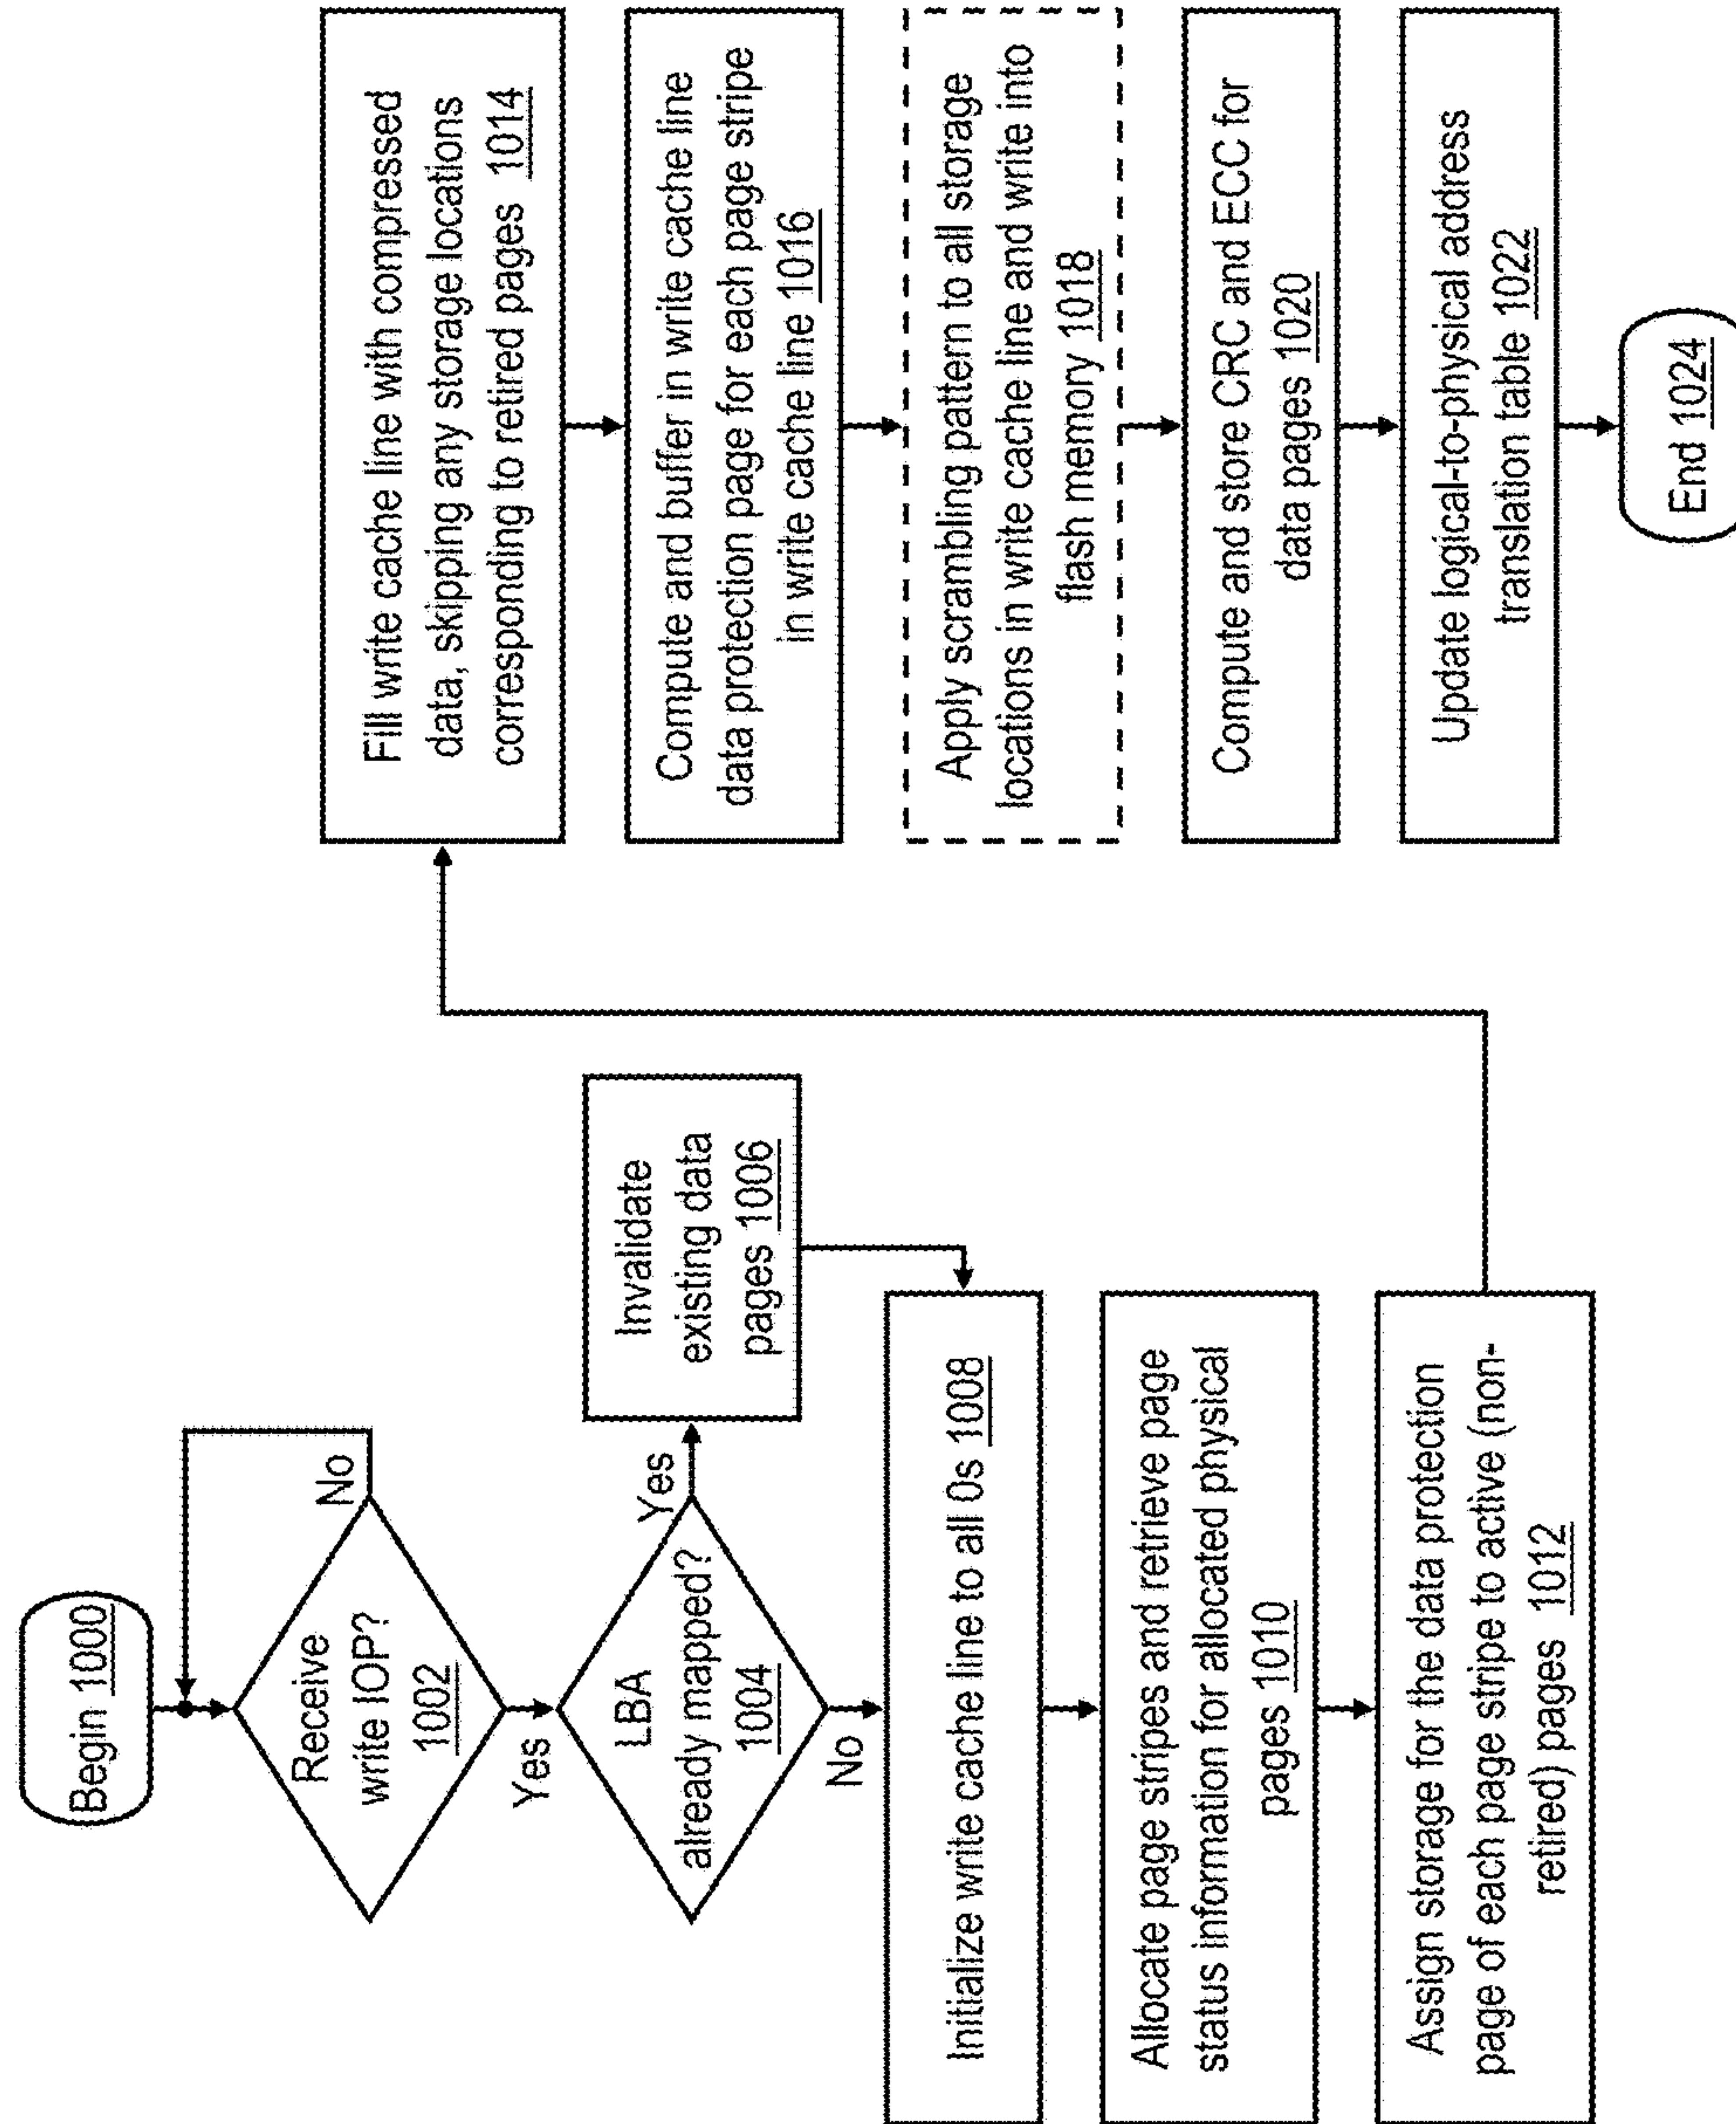 Begin 1000
Receive
write IOP?
1002
No
Yes
LBA
already mapped?
1004
Yes
No
Invalidate
existing data
pages 1006
Initialize write cache line to all 0s 1008
Allocate page stripes and retrieve page
status information for allocated physical
pages 1010
Assign storage for the data protection
page of each page stripe to active (non-
retired) pages 1012
Fill write cache line with compressed
data, skipping any storage locations
corresponding to retired pages 1014
Compute and buffer in write cache line
data protection page for each page stripe
in write cache line 1016
Apply scrambling pattern to all storage
locations in write cache line and write into
flash memory 1018
Compute and store CRC and ECC for
data pages 1020
Update logical-to-physical address
translation table 1022
End 1024